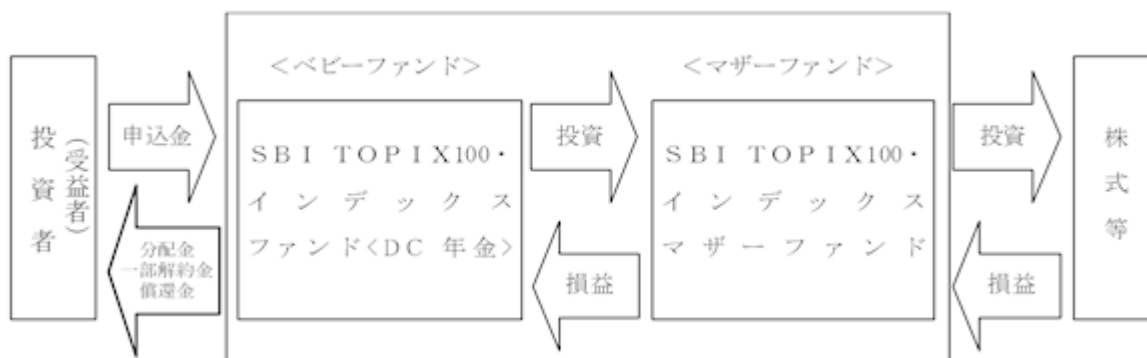 投資者
(受益者)
申込金
分配金
一部解約金
償還金
＜ベビーファンド＞
ＳＢＩ ＴＯＰＩＸ100・
インデックス
ファンド<DC 年金>
投資
損益
＜マザーファンド＞
ＳＢＩ ＴＯＰＩＸ100・
インデックス
マザーファンド
投資
損益
株式等